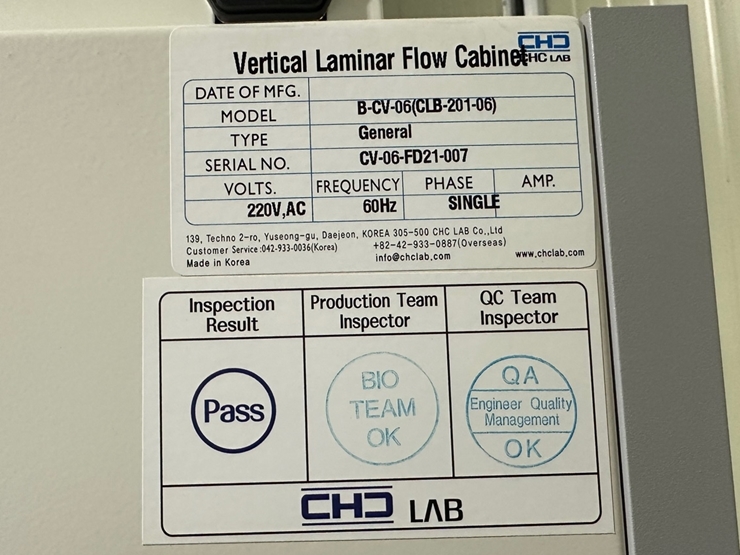 Vertical Laminar Flow Cabinet
CHC
CHC LAB
DATE OF MFG.
MODEL B-CV-06(CLB-201-06)
TYPE General
SERIAL NO. CV-06-FD21-007
VOLTS. FREQUENCY PHASE AMP.
220V,AC 60Hz SINGLE
139, Techno 2-ro, Yuseong-gu, Daejeon, KOREA 305-500 CHC LAB Co.,Ltd
Customer Service:042-933-0036(Korea) +82-42-933-0887(Overseas)
Made in Korea info@chclab.com www.chclab.com
Inspection Result
Production Team Inspector
QC Team Inspector
Pass
BIO
TEAM
OK
QA
Engineer Quality
Management
OK
CHC LAB